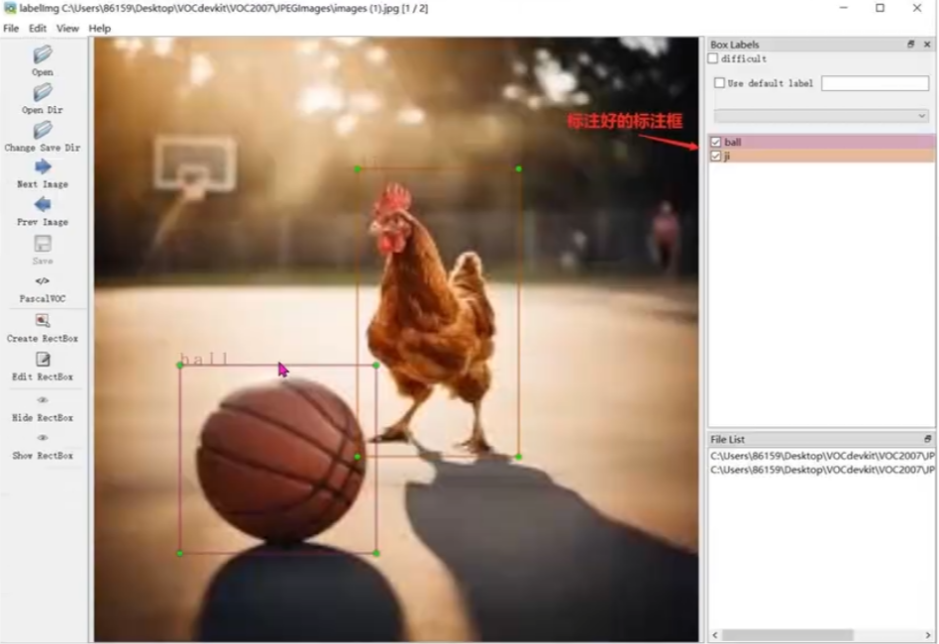 labelImg C:\Users\86159\Desktop\VOCdevkit\VOC2007\JPEGImages\images (1).jpg [1 / 2]
File Edit View Help
Open
Open Dir
Change Save Dir
Next Image
Prev Image
Save
</>
PascalVOC
Create RectBox
Edit RectBox
Hide RectBox
Show RectBox
ball
标注好的标注框
Box Labels
difficult
Use default label
ball
ji
File List
C:\Users\86159\Desktop\VOCdevkit\VOC2007\JP
C:\Users\86159\Desktop\VOCdevkit\VOC2007\JP